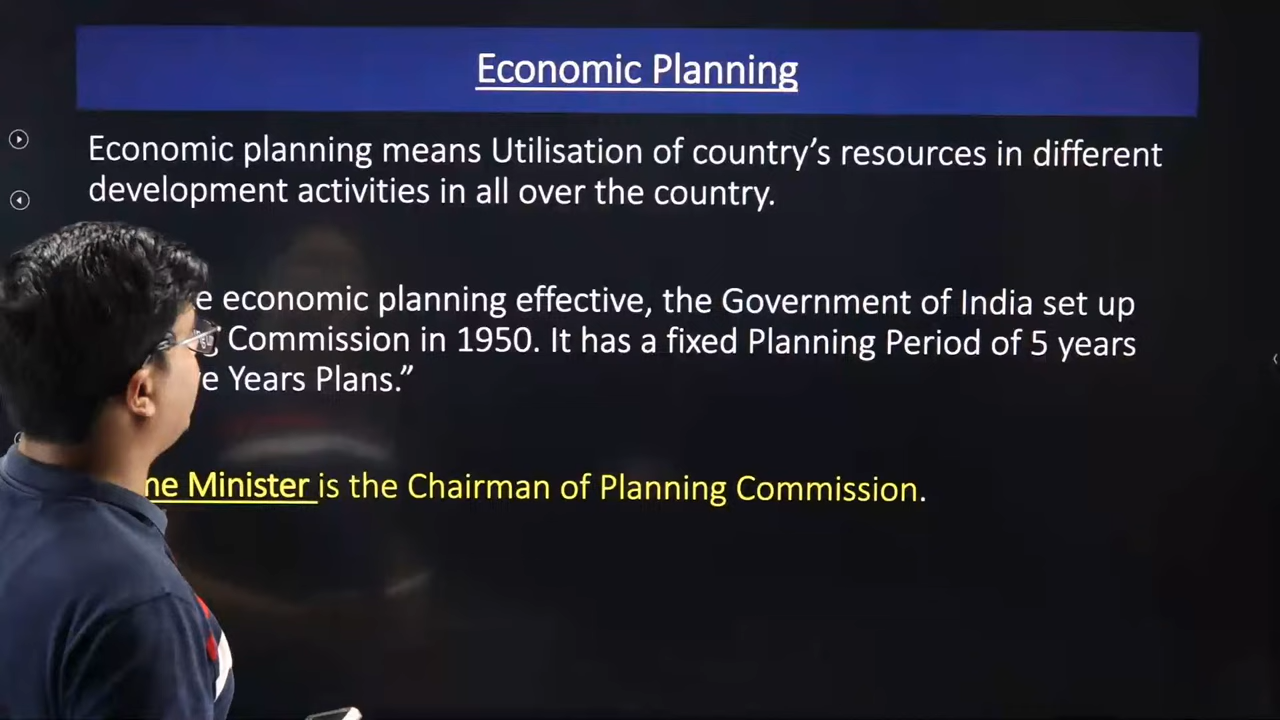 Economic Planning
Economic planning means Utilisation of country’s resources in different
development activities in all over the country.
economic planning effective, the Government of India set up
Commission in 1950. It has a fixed Planning Period of 5 years
Years Plans.”
Minister is the Chairman of Planning Commission.